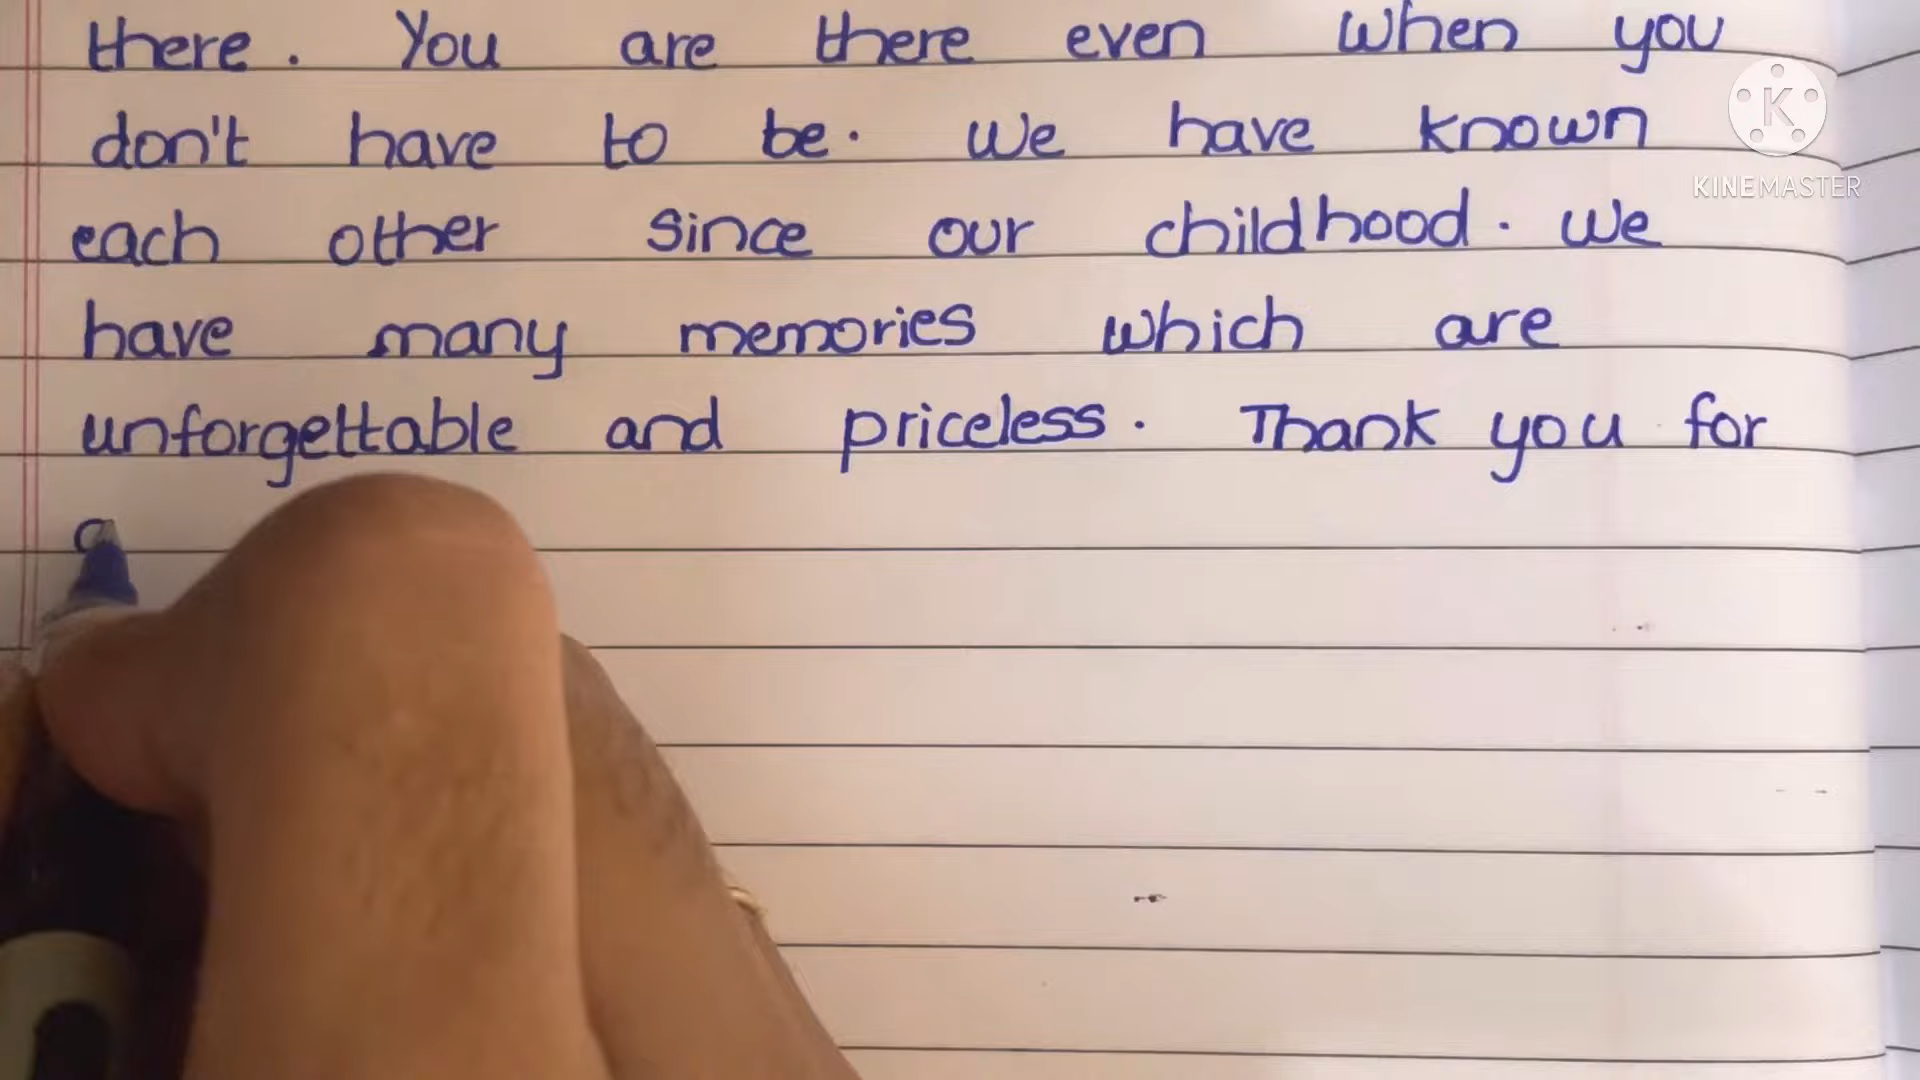 there. You are there even when you
don't have to be. We have known
each other since our childhood. We
have many memories which are
unforgettable and priceless. Thank you for
KINEMASTER